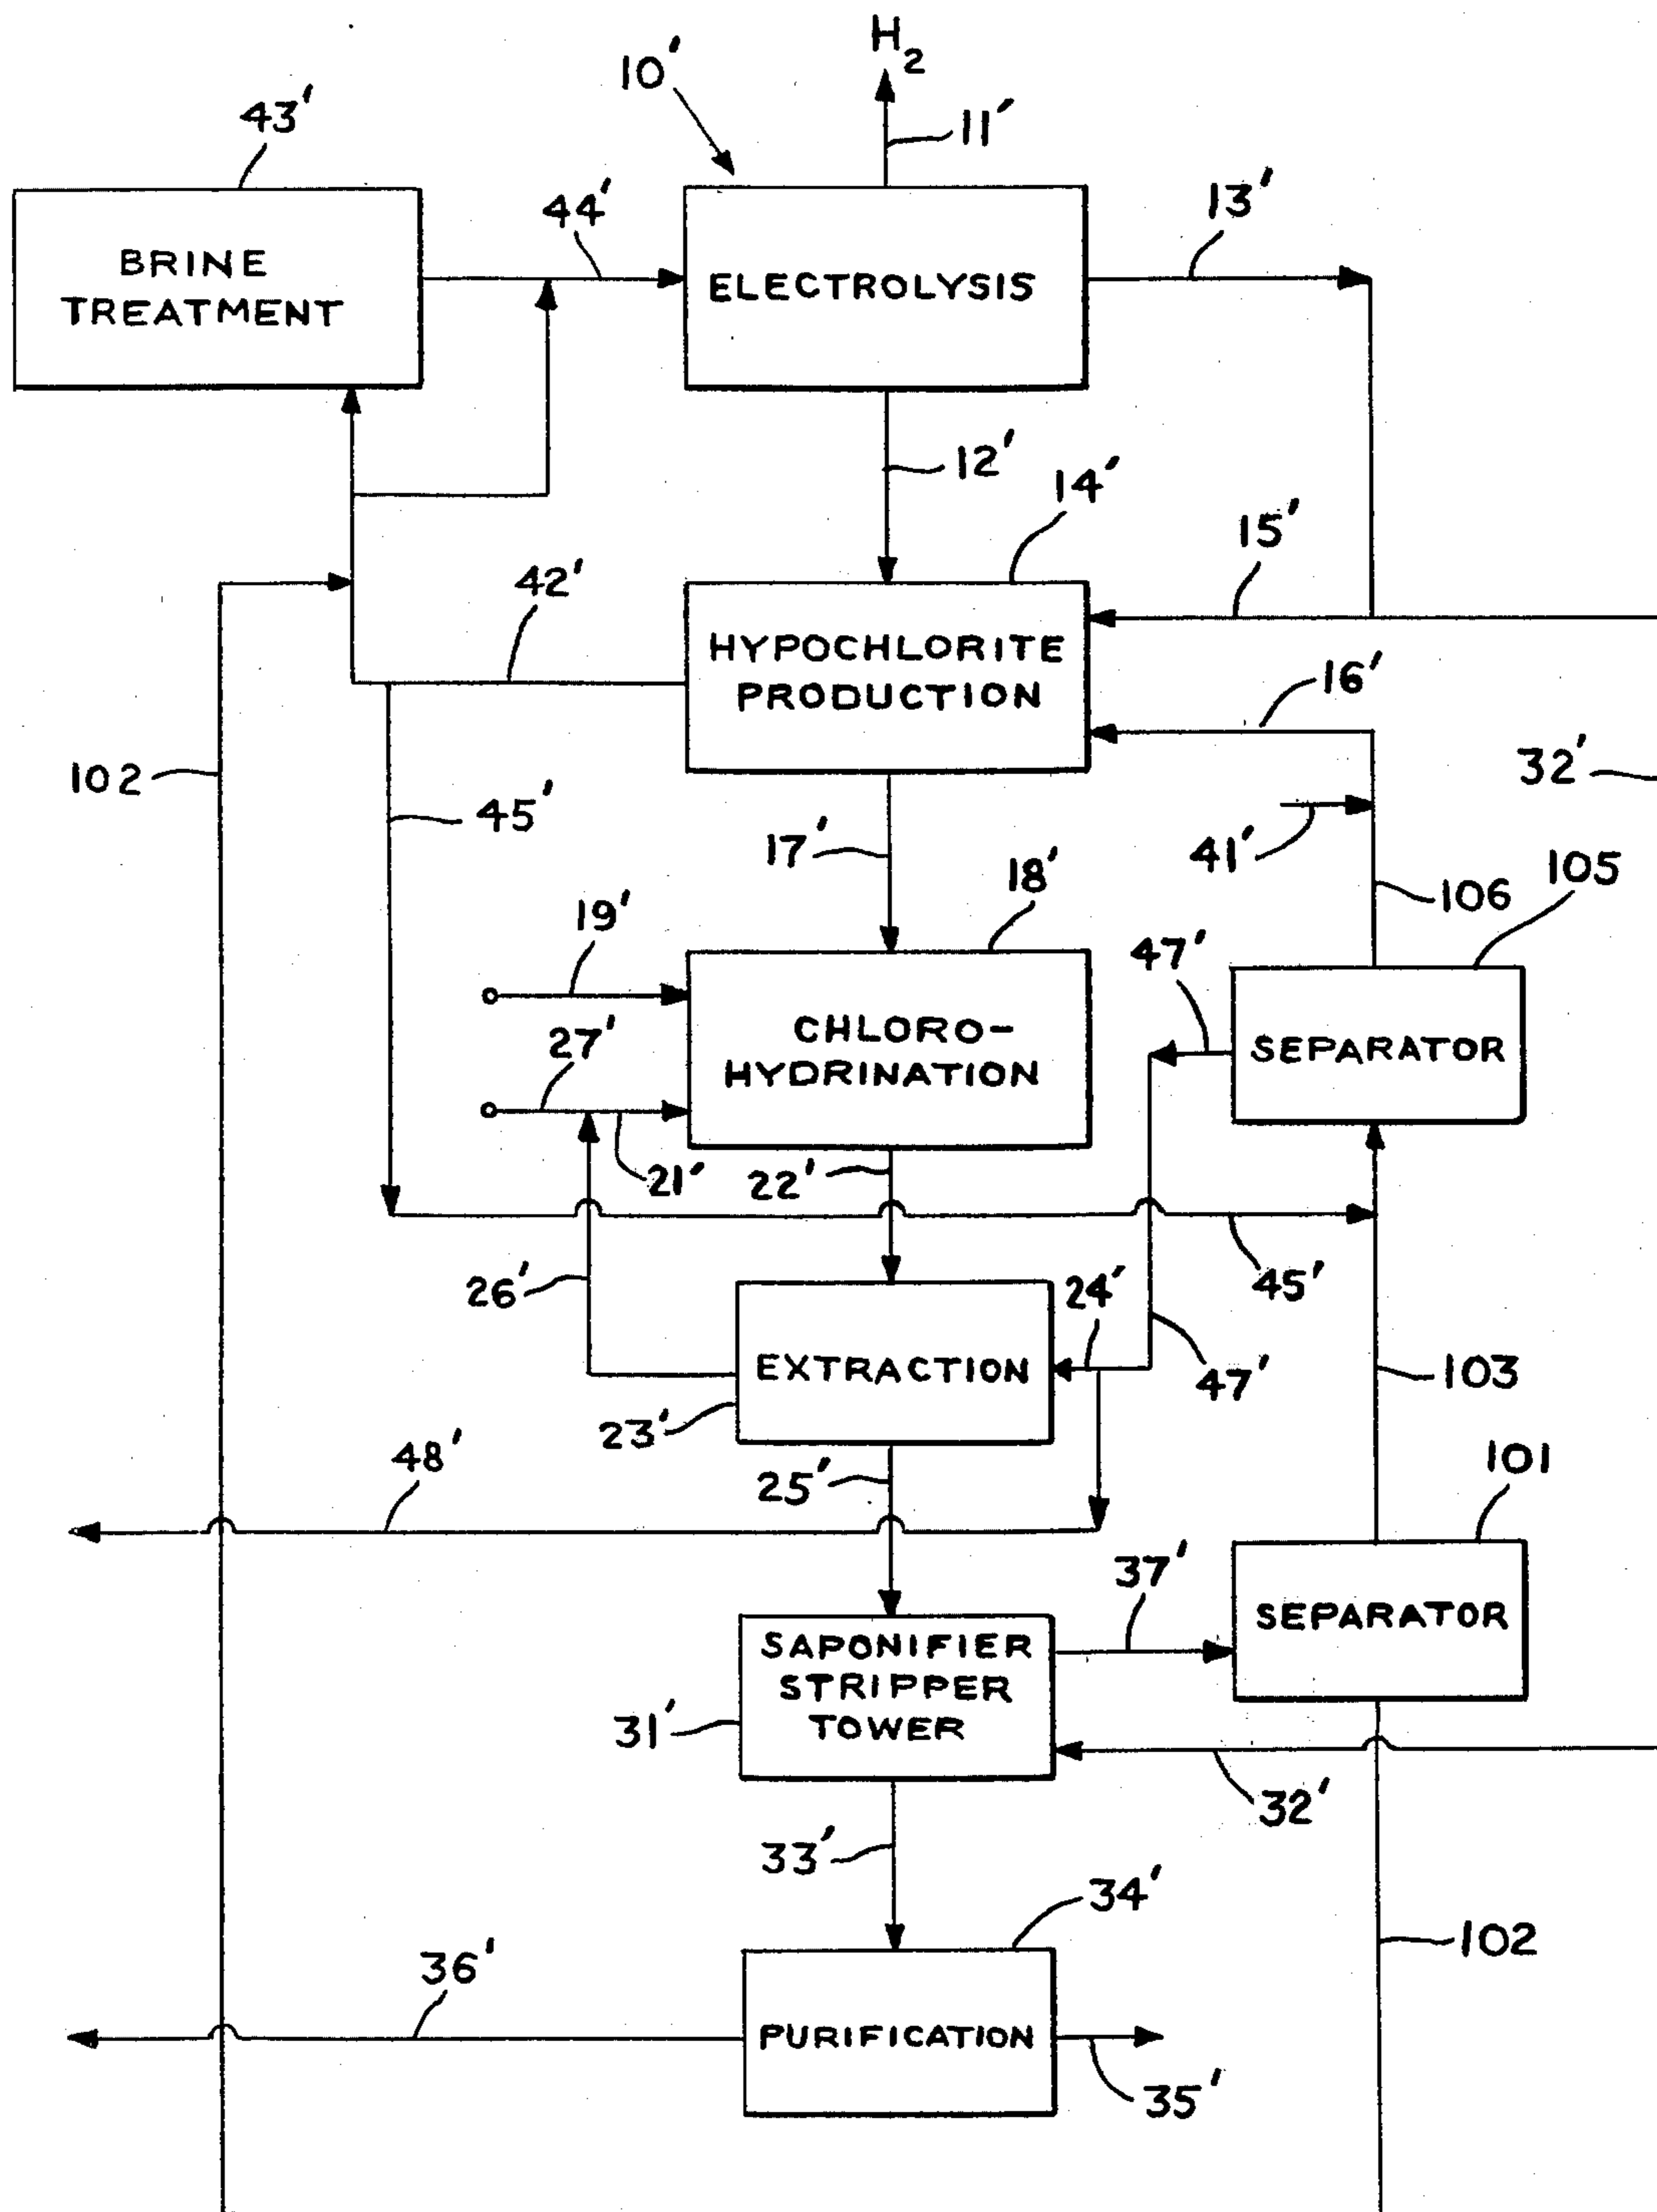 H2
10'
11'
43'
13'
44'
BRINE
TREATMENT
ELECTROLYSIS
12'
14'
15'
42'
HYPOCHLORITE
PRODUCTION
16'
32'
102
45'
17'
41'
18'
105
106
19'
47'
27'
CHLORO-
HYDRINATION
SEPARATOR
21'
22'
26'
24'
45'
EXTRACTION
47'
103
23'
48'
25'
101
37'
SAPONIFIER
STRIPPER
TOWER
SEPARATOR
31'
32'
33'
34'
102
36'
PURIFICATION
35'